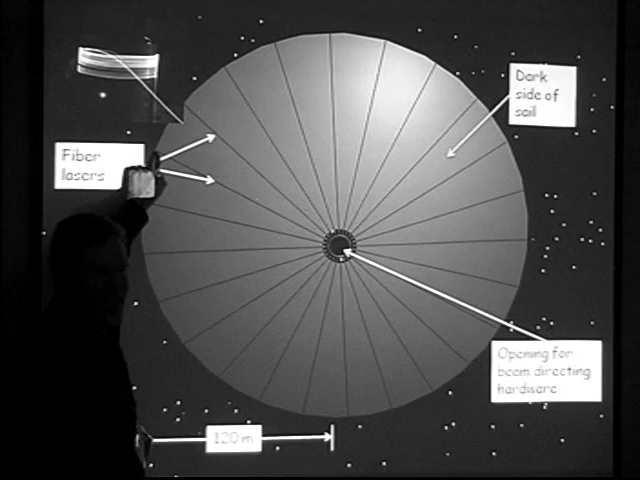 Dark
side of
sail
Fiber
lasers
Opening for
beam directing
hardware
120 m